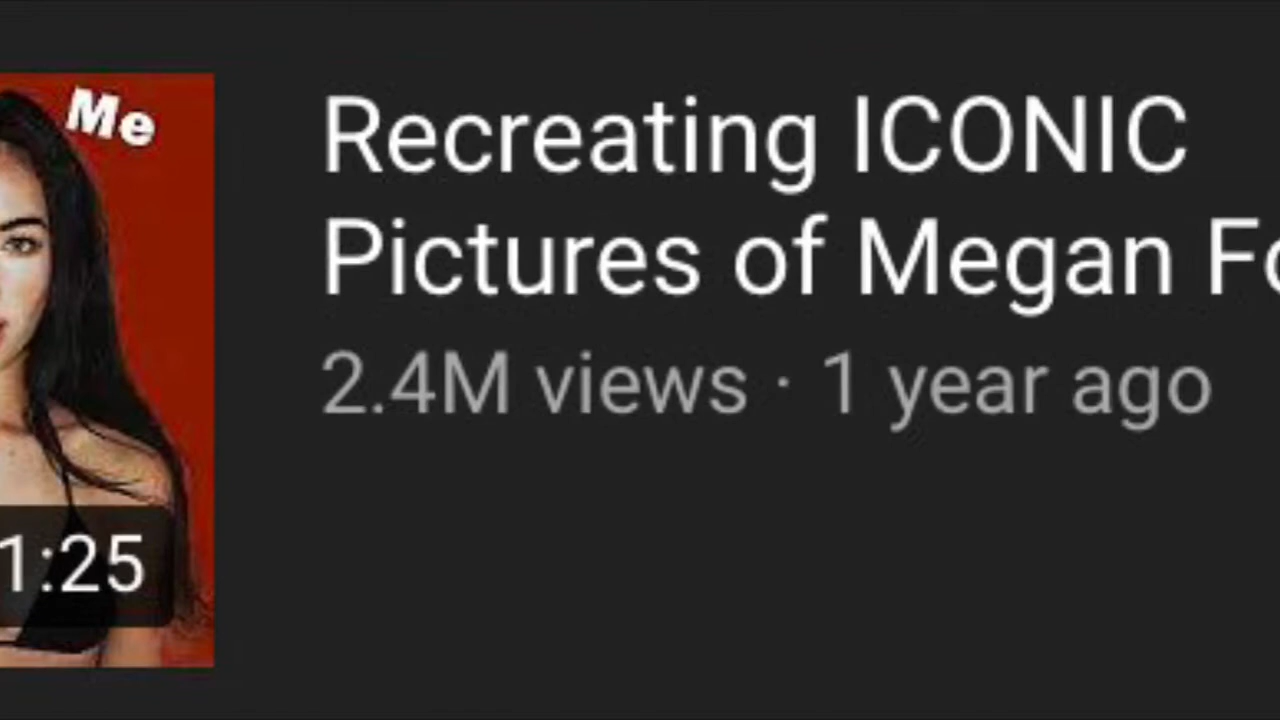 Me
1:25
Recreating ICONIC
Pictures of Megan
2.4M views · 1 year ago